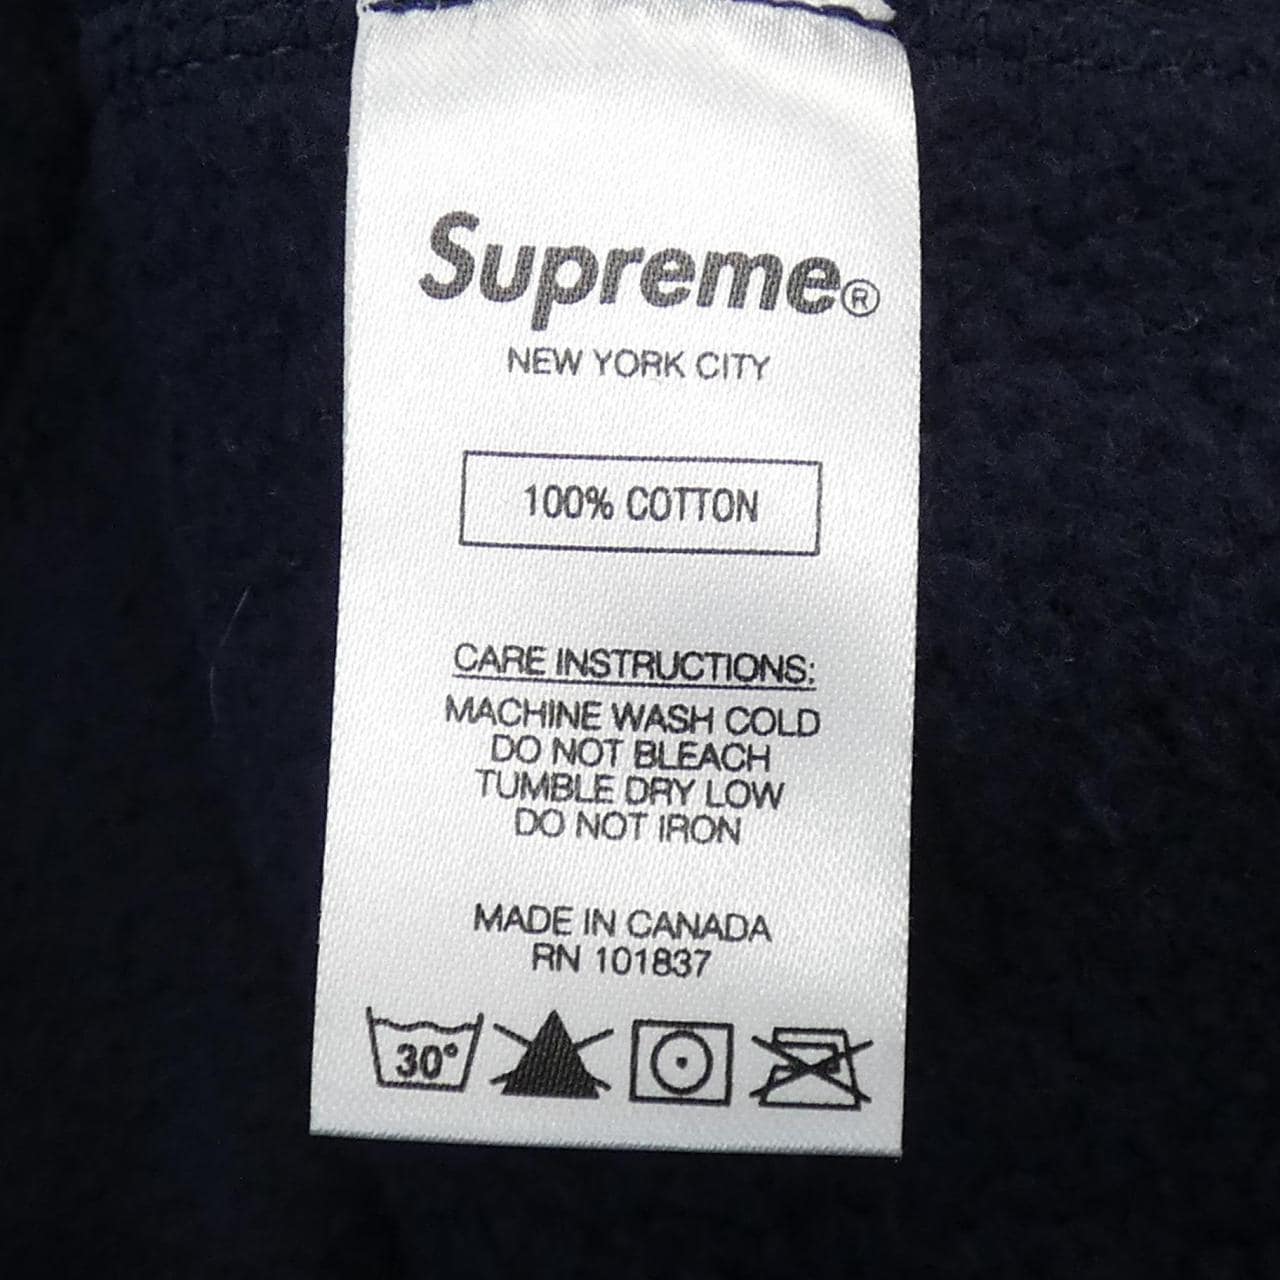 Supreme®
NEW YORK CITY
100% COTTON
CARE INSTRUCTIONS:
MACHINE WASH COLD
DO NOT BLEACH
TUMBLE DRY LOW
DO NOT IRON
MADE IN CANADA
RN 101837
30°